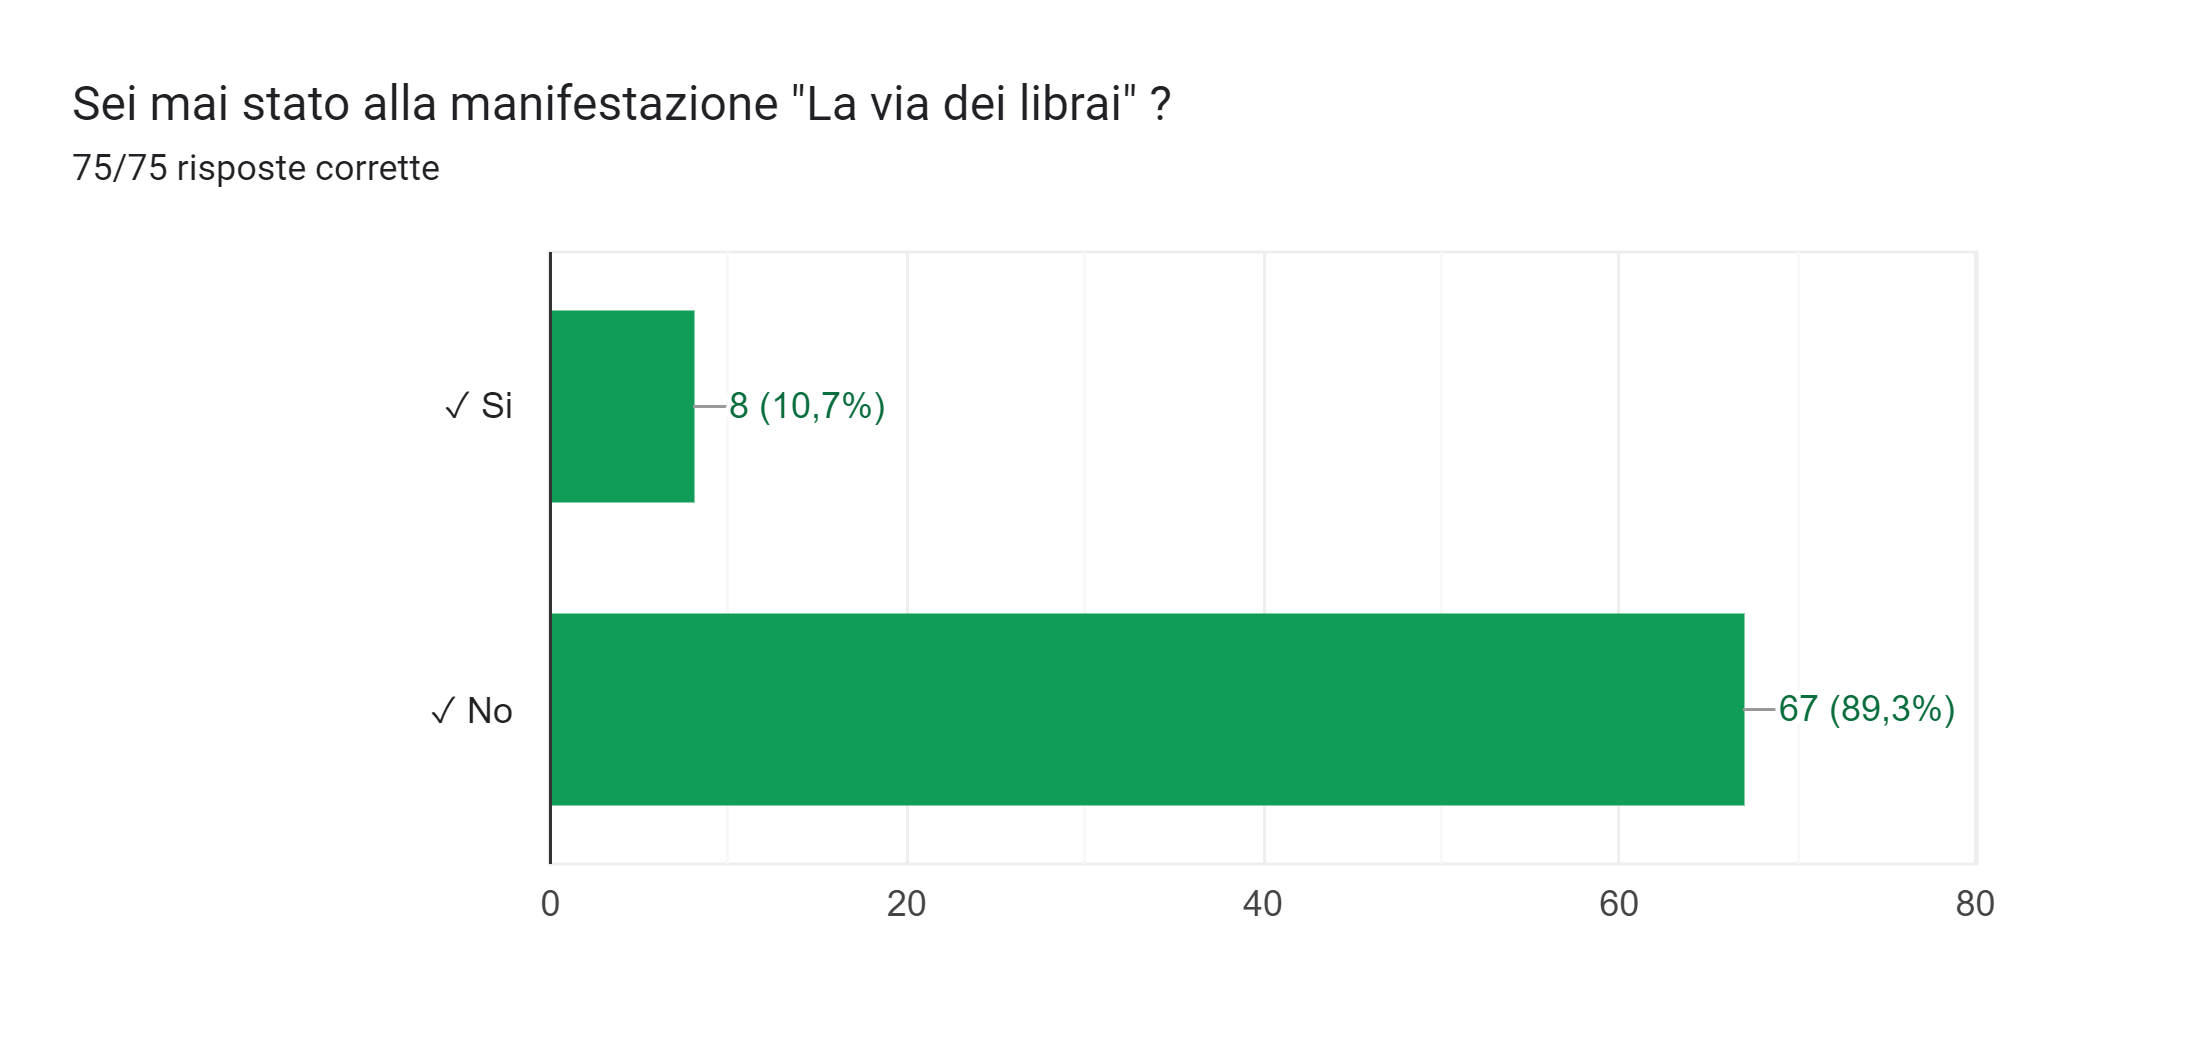 Sei mai stato alla manifestazione "La via dei librai" ?
75/75 risposte corrette
✓ Si
8 (10,7%)
✓ No
67 (89,3%)
0 20 40 60 80